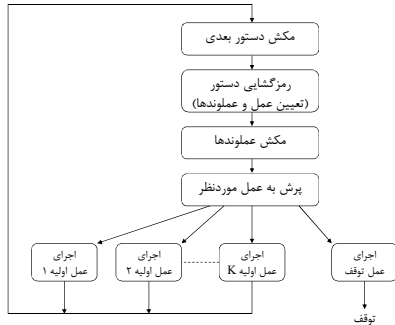 مکش دستور بعدی
رمزگشایی دستور
(تعیین عمل و عملوندها)
مکش عملوندها
پرش به عمل موردنظر
اجرای
عمل اولیه ۱
اجرای
عمل اولیه ۲
اجرای
عمل اولیه K
اجرای
عمل توقف
توقف